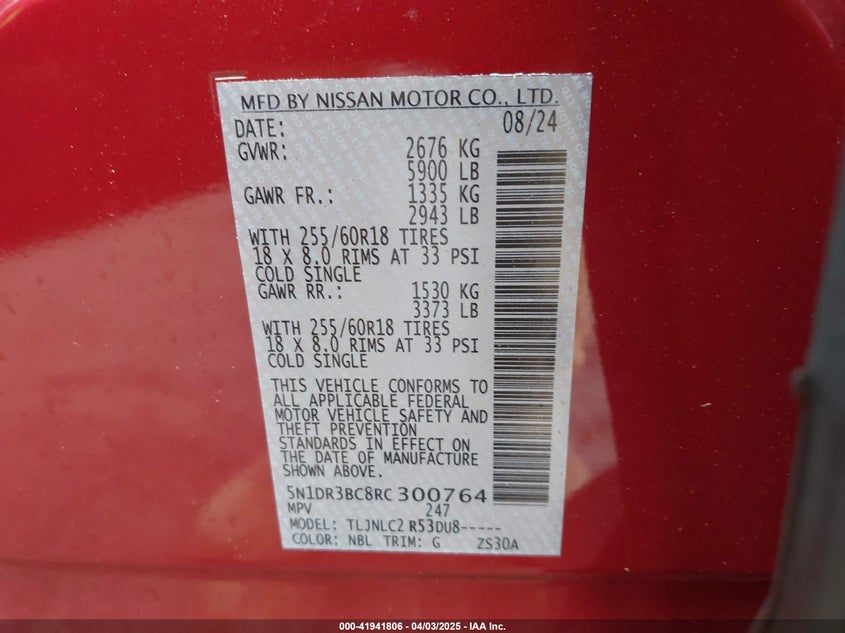 MFD BY NISSAN MOTOR CO., LTD.
DATE: 08/24
GVWR: 2676 KG
5900 LB
GAWR FR.: 1335 KG
2943 LB
WITH 255/60R18 TIRES
18 X 8.0 RIMS AT 33 PSI
COLD SINGLE
GAWR RR.: 1530 KG
3373 LB
WITH 255/60R18 TIRES
18 X 8.0 RIMS AT 33 PSI
COLD SINGLE
THIS VEHICLE CONFORMS TO
ALL APPLICABLE FEDERAL
MOTOR VEHICLE SAFETY AND
THEFT PREVENTION
STANDARDS IN EFFECT ON
THE DATE OF MANUFACTURE
SHOWN ABOVE.
5N1DR3BC8RC300764
MPV 247
MODEL: TLJNLC2 R53DU8-----
COLOR: NBL TRIM: G ZS30A
000-41941806 - 04/03/2025 - IAA Inc.